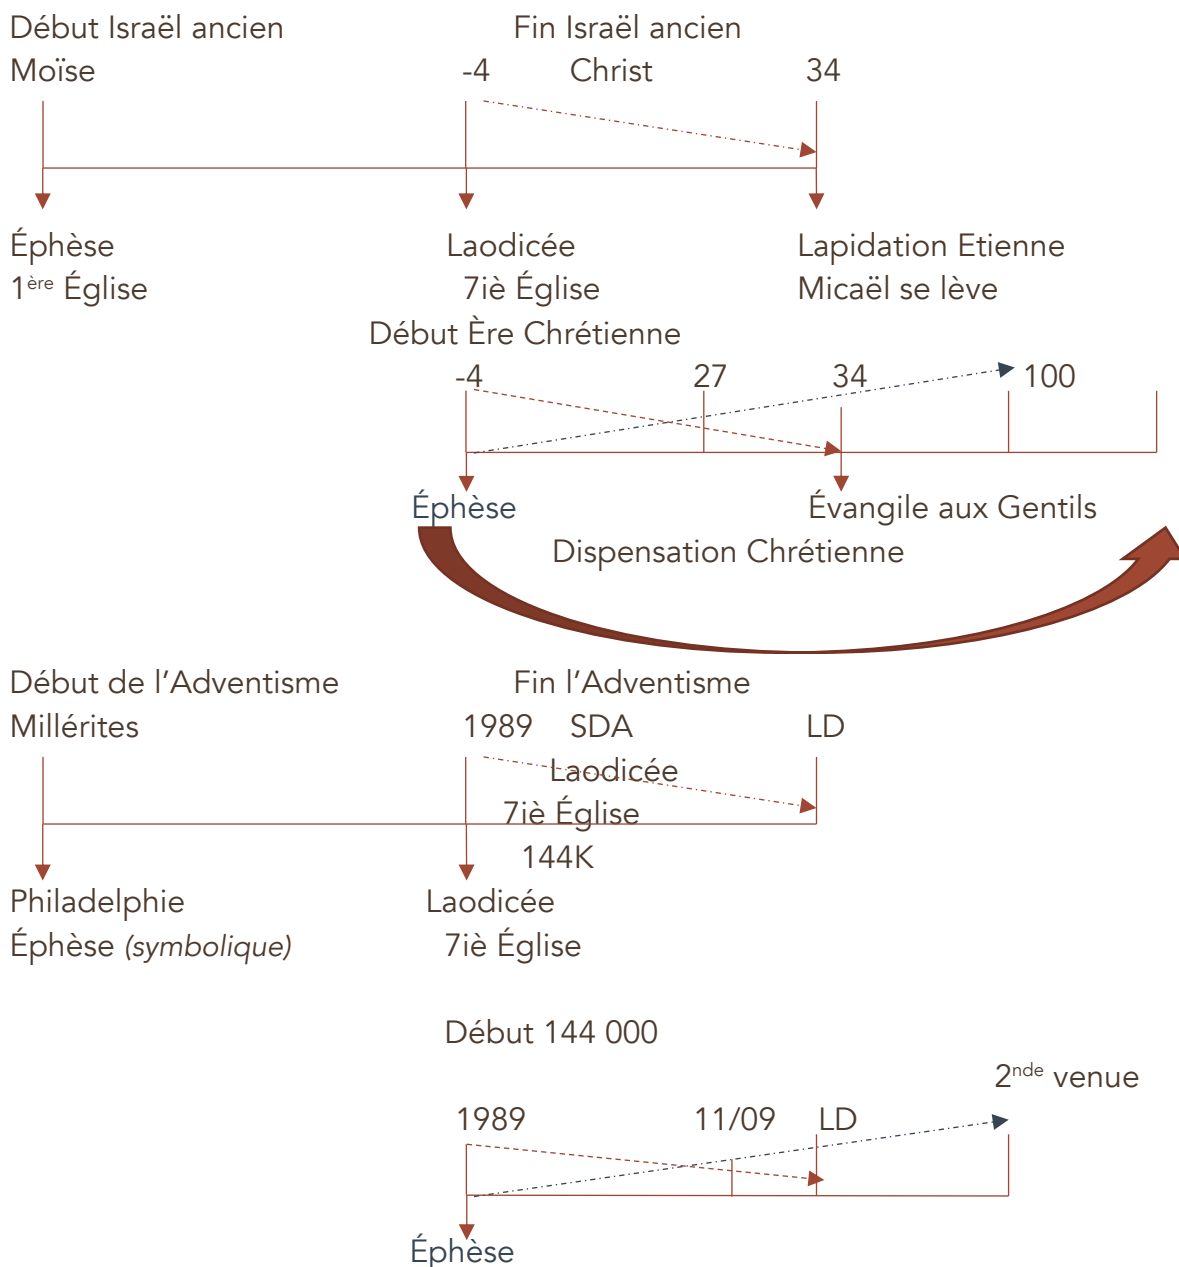 Début Israël ancien Fin Israël ancien
Moïse -4 Christ 34
Éphèse Laodicée Lapidation Etienne
1ère Église 7iè Église Micaël se lève
Début Ère Chrétienne
-4 27 34 100
Éphèse Évangile aux Gentils
Dispensation Chrétienne
Début de l’Adventisme Fin l’Adventisme
Millérites 1989 SDA LD
Laodicée
7iè Église
144K
Philadelphie Laodicée
Éphèse (symbolique) 7iè Église
Début 144 000
2nde venue
1989 11/09 LD
Éphèse